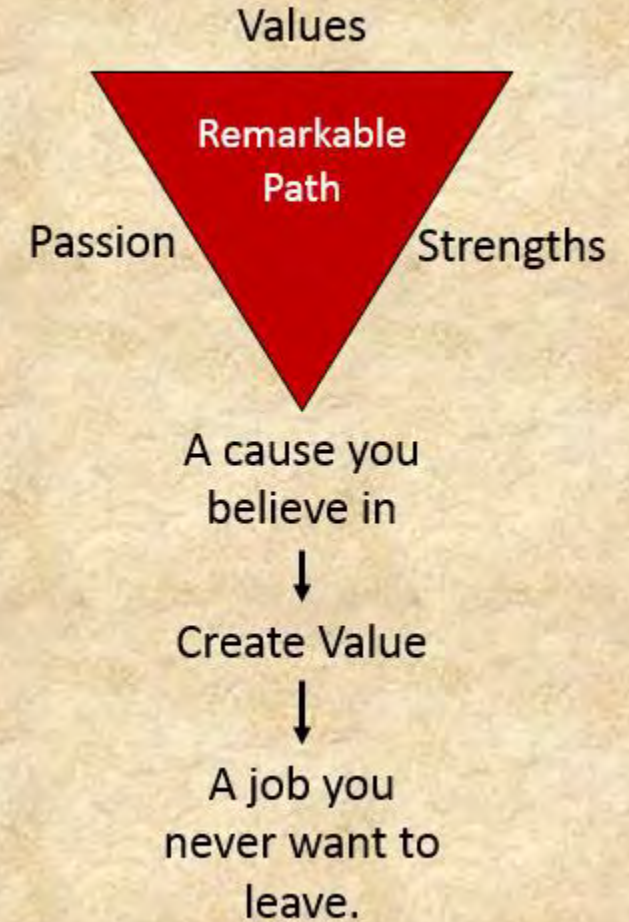 Values
Remarkable
Path
Passion
Strengths
A cause you
believe in
Create Value
A job you
never want to
leave.